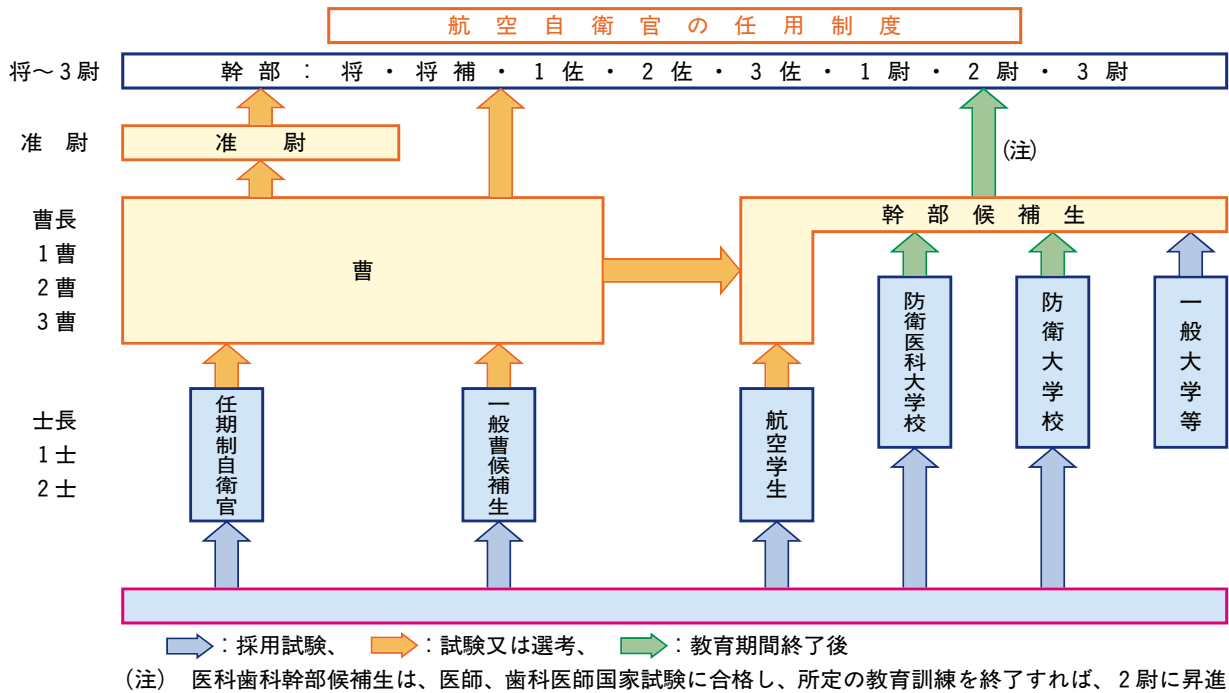 航空自衛官の任用制度
将～3尉
幹部：将・将補・1佐・2佐・3佐・1尉・2尉・3尉
准尉
准尉
(注)
曹長
1曹
2曹
3曹
曹
幹部候補生
防衛医科大学校
防衛大学校
一般大学等
士長
1士
2士
任期制自衛官
一般曹候補生
航空学生
：採用試験、 ：試験又は選考、 ：教育期間終了後
(注) 医科歯科幹部候補生は、医師、歯科医師国家試験に合格し、所定の教育訓練を終了すれば、2尉に昇進